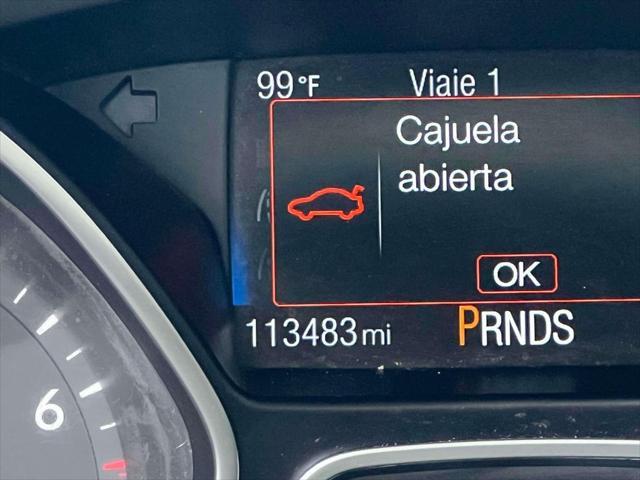 99°F Viaje 1
Cajuela
abierta
OK
113483 mi PRNDS
6